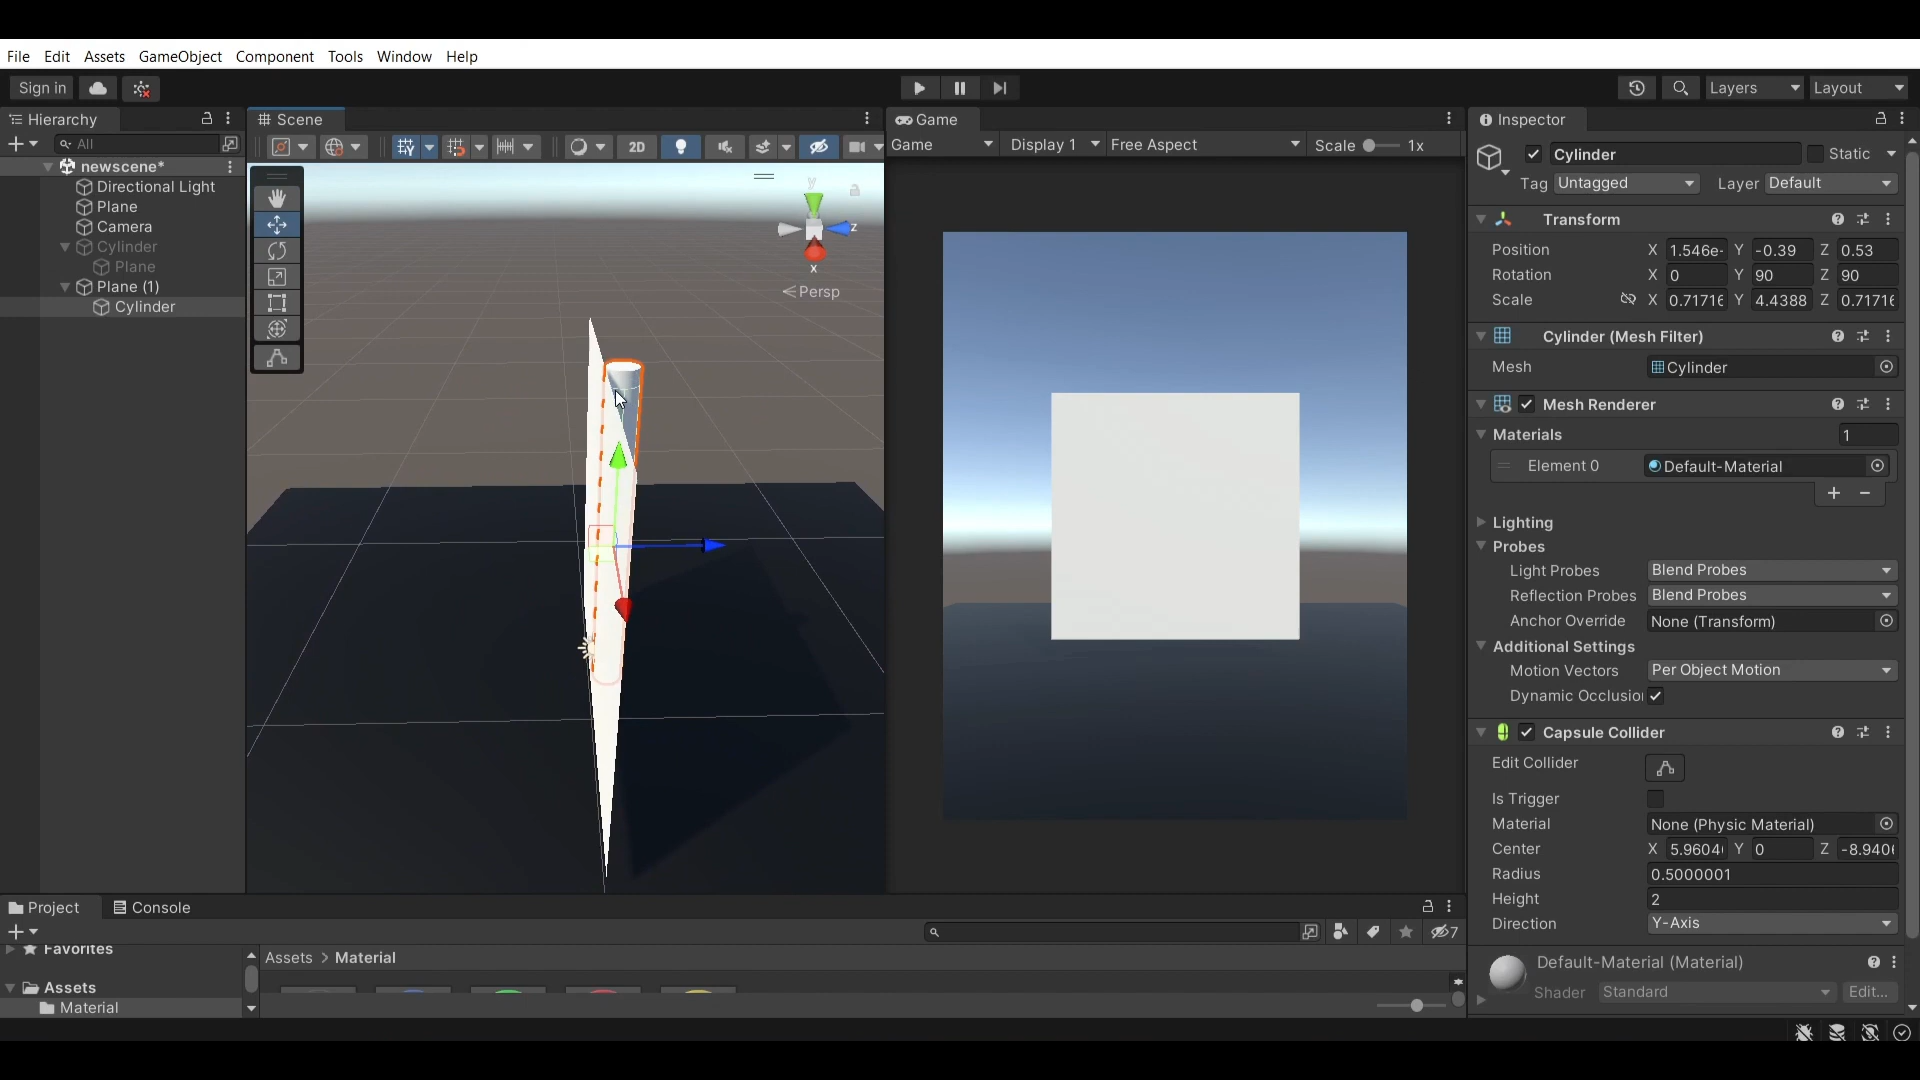 File Edit Assets GameObject Component Tools Window Help
Sign in Layers Layout
Hierarchy
All
newscene*
Directional Light
Plane
Camera
Cylinder
Plane
Plane (1)
Cylinder
Scene
2D
y
z
x
Persp
Game
Game Display 1 Free Aspect Scale 1x
Inspector
Cylinder Static
Tag Untagged Layer Default
Transform
Position X 1.546e- Y -0.39 Z 0.53
Rotation X 0 Y 90 Z 90
Scale X 0.71716 Y 4.4388 Z 0.71716
Cylinder (Mesh Filter)
Mesh Cylinder
Mesh Renderer
Materials 1
Element 0 Default-Material
Lighting
Probes
Light Probes Blend Probes
Reflection Probes Blend Probes
Anchor Override None (Transform)
Additional Settings
Motion Vectors Per Object Motion
Dynamic Occlusio
Capsule Collider
Edit Collider
Is Trigger
Material None (Physic Material)
Center X 5.9604 Y 0 Z -8.940
Radius 0.5000001
Height 2
Direction Y-Axis
Default-Material (Material)
Shader Standard Edit...
Project Console
7
Favorites
Assets
Material
Assets > Material